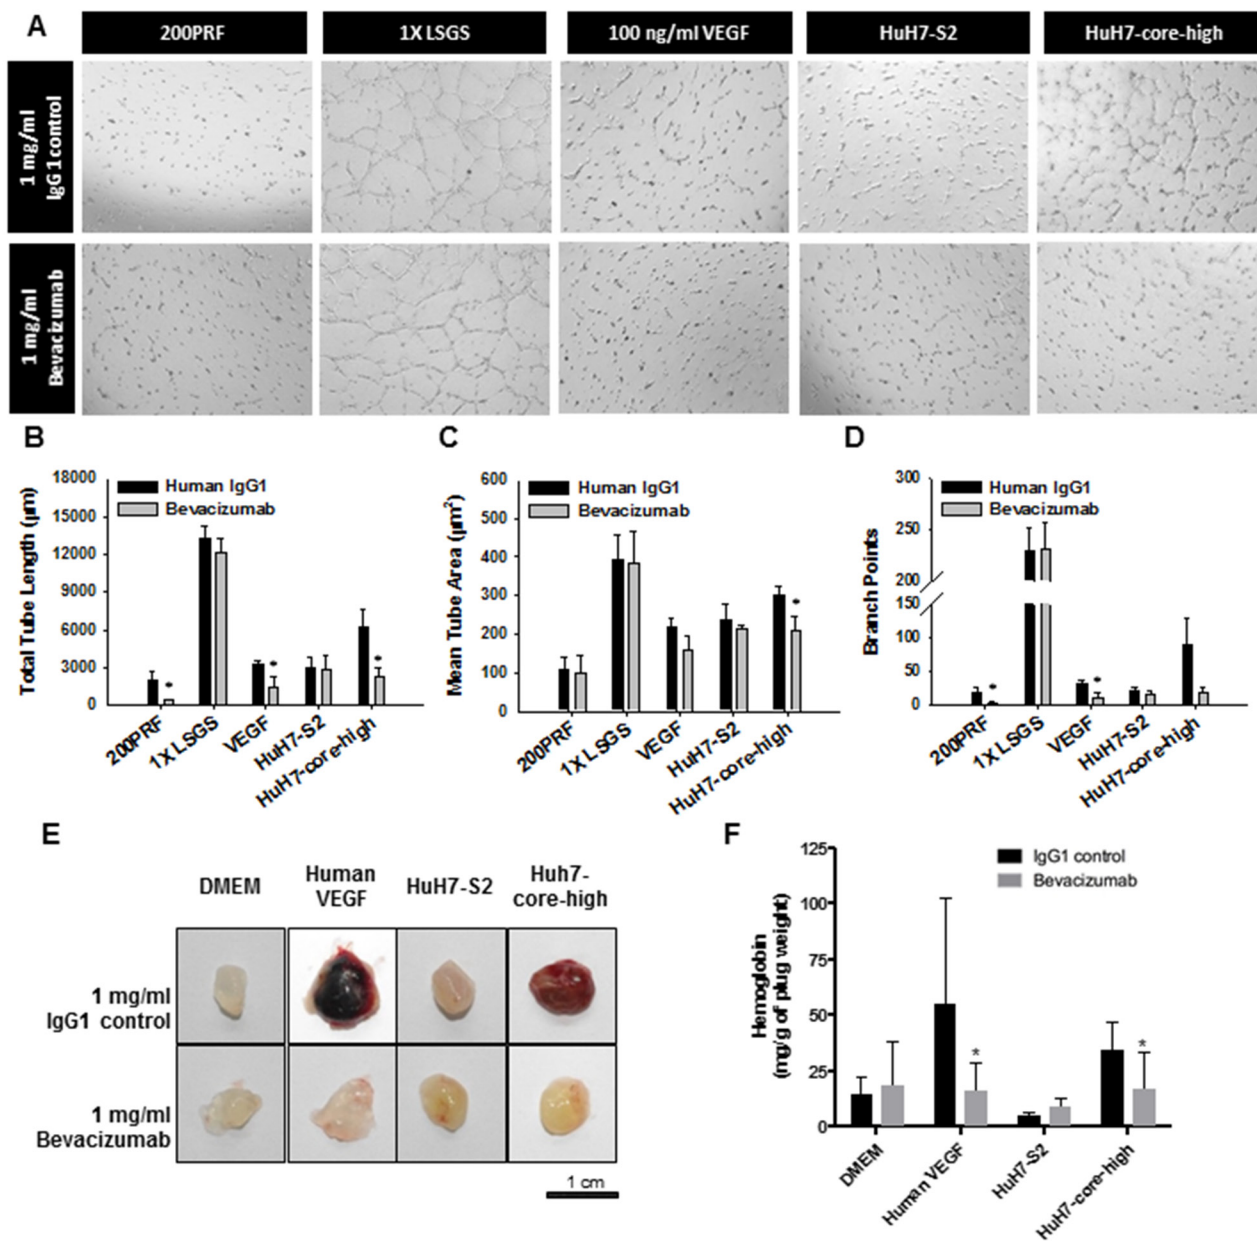 A
200PRF
1X LSGS
100 ng/ml VEGF
HuH7-S2
HuH7-core-high
1 mg/ml
IgG 1 control
1 mg/ml
Bevacizumab
B
Total Tube Length (µm)
18000
15000
12000
9000
6000
3000
0
Human IgG1
Bevacizumab
*
*
*
200PRF
1X LSGS
VEGF
HuH7-S2
HuH7-core-high
C
Mean Tube Area (µm²)
600
500
400
300
200
100
0
Human IgG1
Bevacizumab
*
200PRF
1X LSGS
VEGF
HuH7-S2
HuH7-core-high
D
Branch Points
300
250
200
150
100
50
0
Human IgG1
Bevacizumab
*
*
200PRF
1X LSGS
VEGF
HuH7-S2
HuH7-core-high
E
DMEM
Human
VEGF
HuH7-S2
Huh7-
core-high
1 mg/ml
IgG1 control
1 mg/ml
Bevacizumab
1 cm
F
Hemoglobin
(mg/g of plug weight)
125
100
75
50
25
0
IgG1 control
Bevacizumab
*
*
DMEM
Human VEGF
HuH7-S2
HuH7-core-high